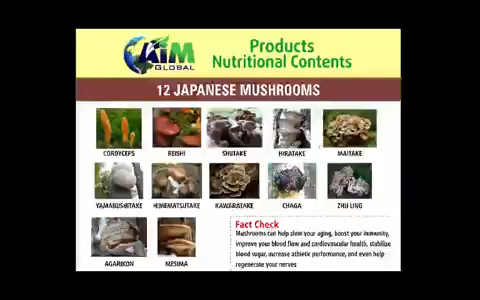 AIM
GLOBAL
Products
Nutritional Contents
12 JAPANESE MUSHROOMS
CORDYCEPS REISHI SHIITAKE HIRATAKE MAITAKE
YAMABUSHITAKE HIMEMATSUTAKE KAWARATAKE CHAGA ZHU LING
AGARIKON MESIMA
Fact Check
Mushrooms can help slow your aging, boost your immunity,
improve your blood flow and cardiovascular health, stabilize
blood sugar, increase athletic performance, and even help
regenerate your nerves